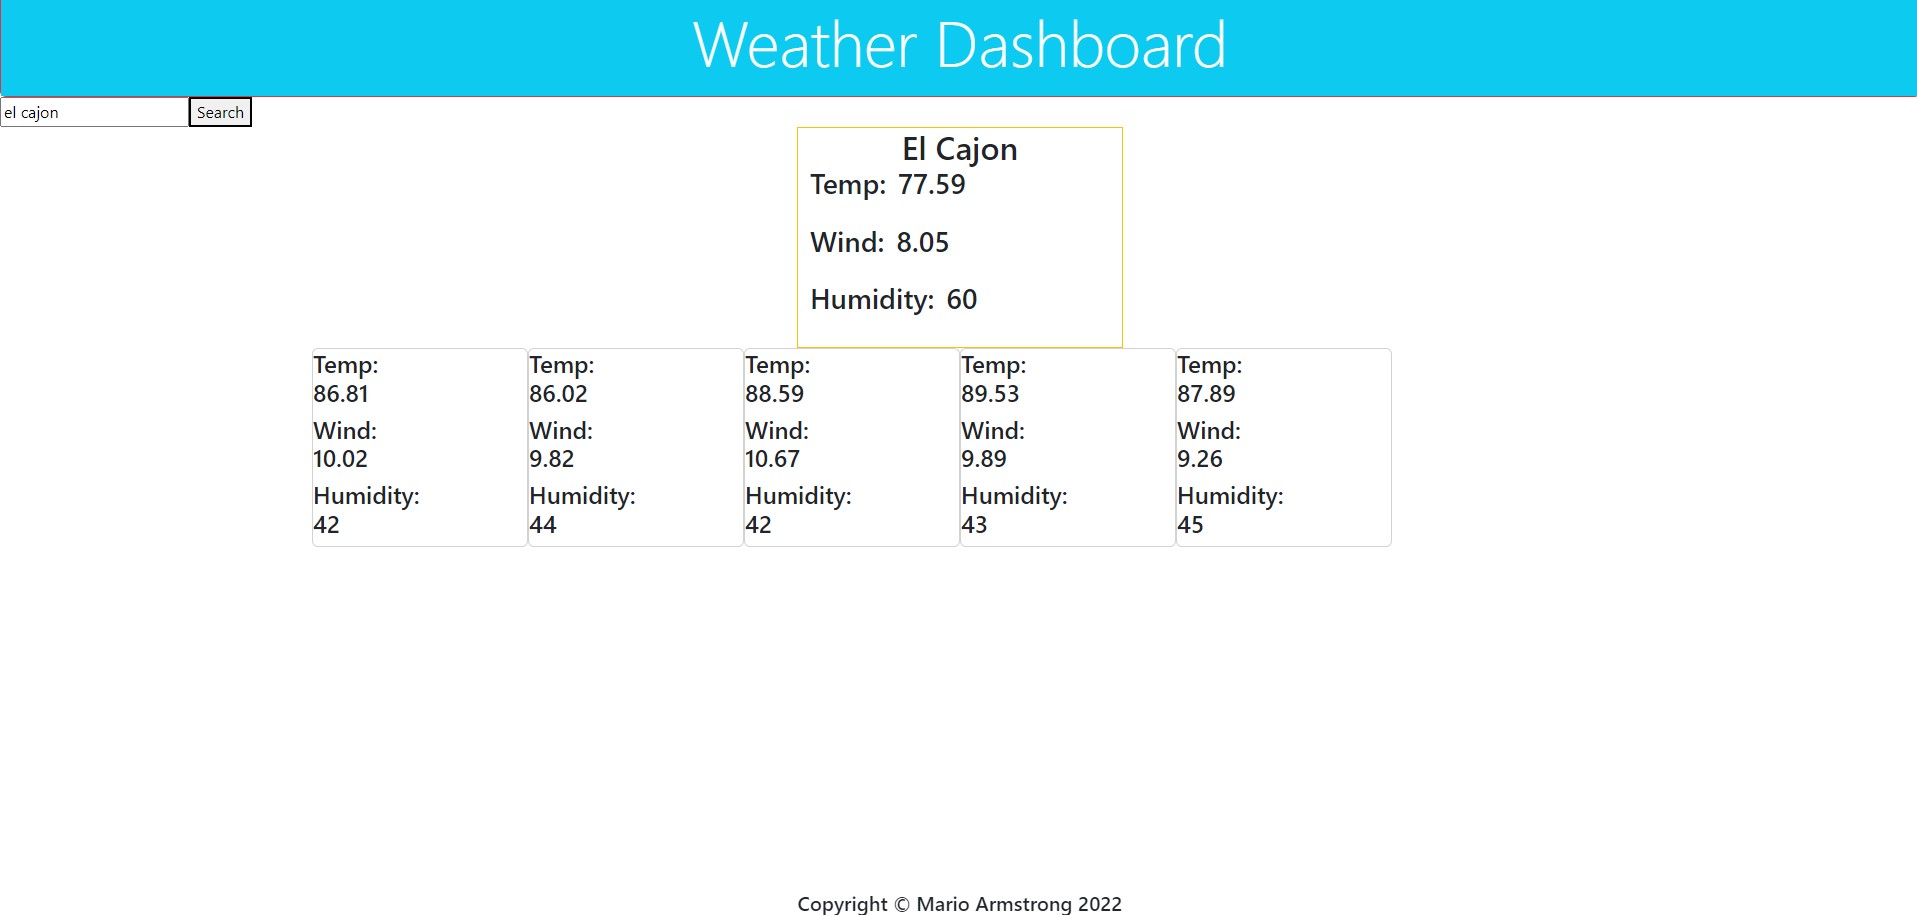 Weather Dashboard
el cajon Search
El Cajon
Temp: 77.59
Wind: 8.05
Humidity: 60
Temp:
86.81
Wind:
10.02
Humidity:
42
Temp:
86.02
Wind:
9.82
Humidity:
44
Temp:
88.59
Wind:
10.67
Humidity:
42
Temp:
89.53
Wind:
9.89
Humidity:
43
Temp:
87.89
Wind:
9.26
Humidity:
45
Copyright © Mario Armstrong 2022